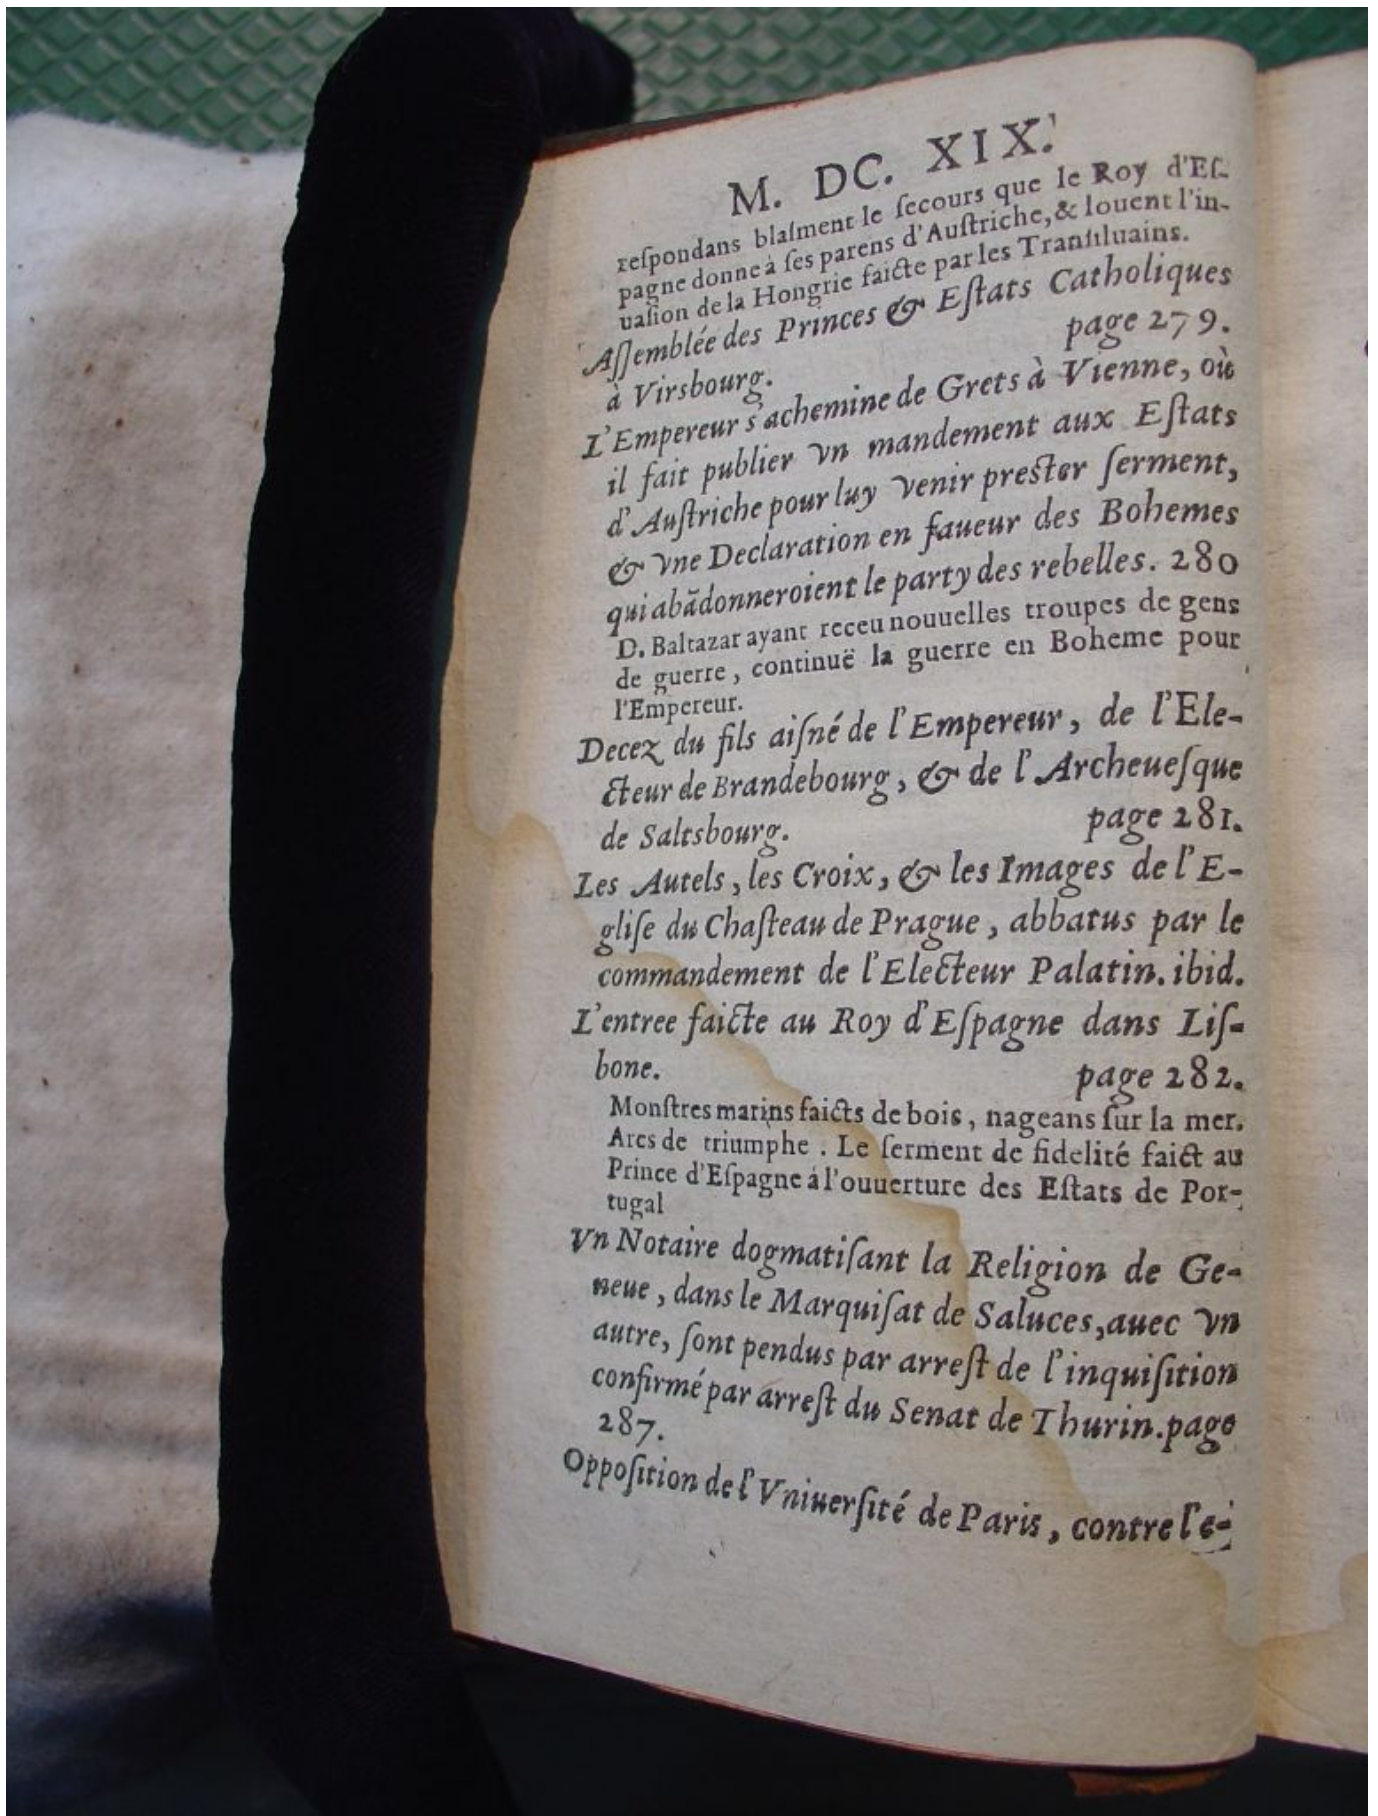 M. DC. XIX.
reſpondans blaſment le ſecours que le Roy d'Eſ-
pagne donne à ſes parens d'Auſtriche, & louent l'in-
uaſion de la Hongrie faicte par les Tranſiluains.
Aſſemblée des Princes & Eſtats Catholiques
à Virsbourg. page 279.
L'Empereur s'achemine de Grets à Vienne, où
il fait publier vn mandement aux Eſtats
d'Auſtriche pour luy venir preſter ſerment,
& vne Declaration en faueur des Bohemes
qui abãdonneroient le party des rebelles. 280
D. Baltazar ayant receu nouuelles troupes de gens
de guerre, continuë la guerre en Boheme pour
l'Empereur.
Decez du fils aiſné de l'Empereur, de l'Ele-
cteur de Brandebourg, & de l'Archeueſque
de Saltsbourg. page 281.
Les Autels, les Croix, & les Images de l'E-
gliſe du Chaſteau de Prague, abbatus par le
commandement de l'Electeur Palatin. ibid.
L'entree faicte au Roy d'Eſpagne dans Liſ-
bone. page 282.
Monſtres marins faicts de bois, nageans ſur la mer.
Arcs de triumphe. Le ſerment de fidelité faict au
Prince d'Eſpagne à l'ouuerture des Eſtats de Por-
tugal
Vn Notaire dogmatiſant la Religion de Ge-
neue, dans le Marquiſat de Saluces, auec vn
autre, ſont pendus par arreſt de l'inquiſition
confirmé par arreſt du Senat de Thurin. page
287.
Oppoſition de l'Vniuerſité de Paris, contre l'e-